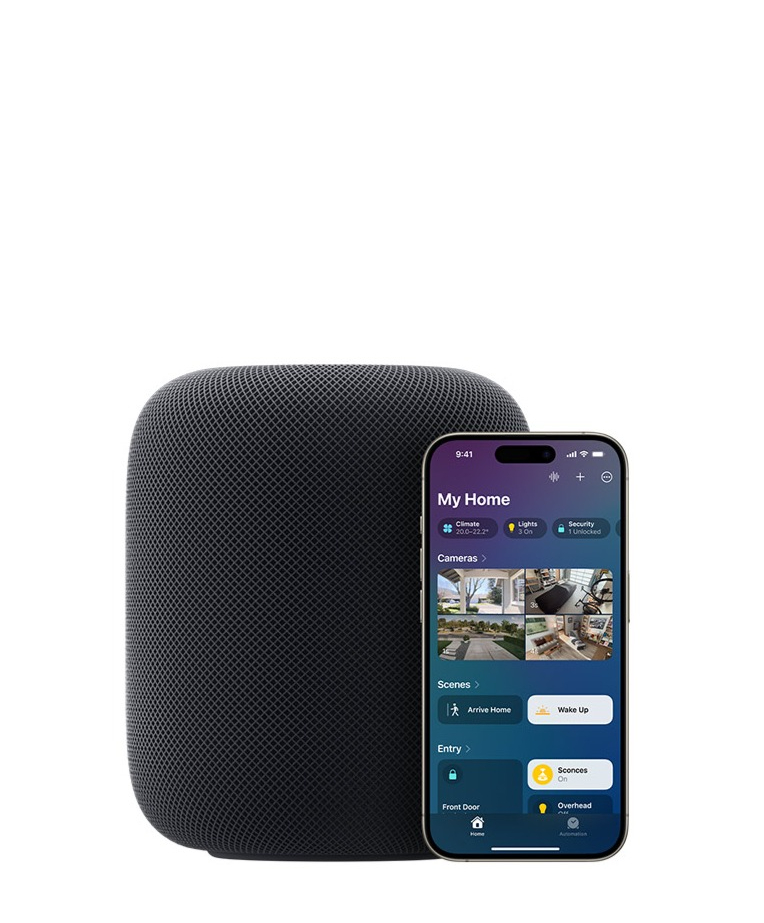 9:41
My Home
Climate
20.0–22.2°
Lights
3 On
Security
1 Unlocked
Cameras
Scenes
Arrive Home
Wake Up
Entry
Sconces
On
Front Door
Overhead
Off
Home
Automation